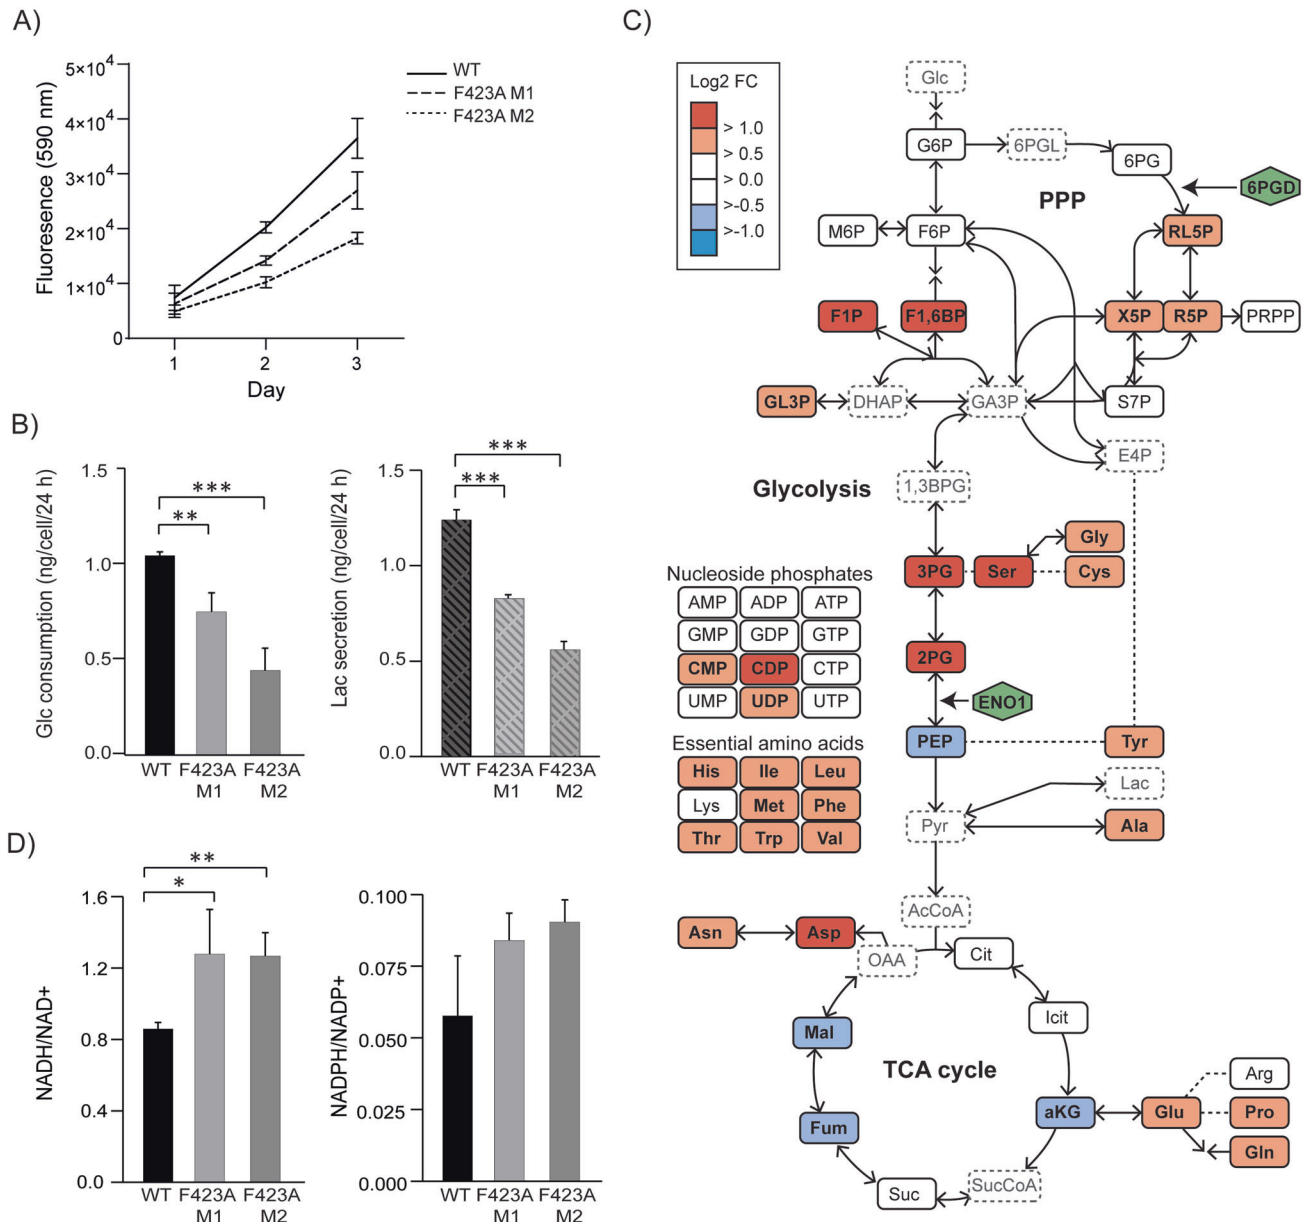 A)
Fluoresence (590 nm)
5×10⁴
4×10⁴
3×10⁴
2×10⁴
1×10⁴
0
1 2 3
Day
WT
F423A M1
F423A M2
B)
Glc consumption (ng/cell/24 h)
1.5
1.0
0.5
0.0
***
**
WT F423A F423A
M1 M2
Lac secretion (ng/cell/24 h)
1.5
1.0
0.5
0.0
***
***
WT F423A F423A
M1 M2
D)
NADH/NAD+
1.6
1.2
0.8
0.4
0.0
**
*
WT F423A F423A
M1 M2
NADPH/NADP+
0.100
0.075
0.050
0.025
0.000
WT F423A F423A
M1 M2
C)
Log2 FC
> 1.0
> 0.5
> 0.0
>-0.5
>-1.0
Glc
G6P 6PGL 6PG
PPP 6PGD
M6P F6P RL5P
F1P F1,6BP X5P R5P PRPP
GL3P DHAP GA3P S7P
E4P
Glycolysis 1,3BPG
Gly
3PG Ser Cys
2PG
ENO1
PEP Tyr
Lac
Pyr Ala
Nucleoside phosphates
AMP ADP ATP
GMP GDP GTP
CMP CDP CTP
UMP UDP UTP
Essential amino acids
His Ile Leu
Lys Met Phe
Thr Trp Val
AcCoA
Asn Asp
OAA Cit
Icit
Mal
TCA cycle
Arg
Fum aKG Glu Pro
Gln
Suc SucCoA